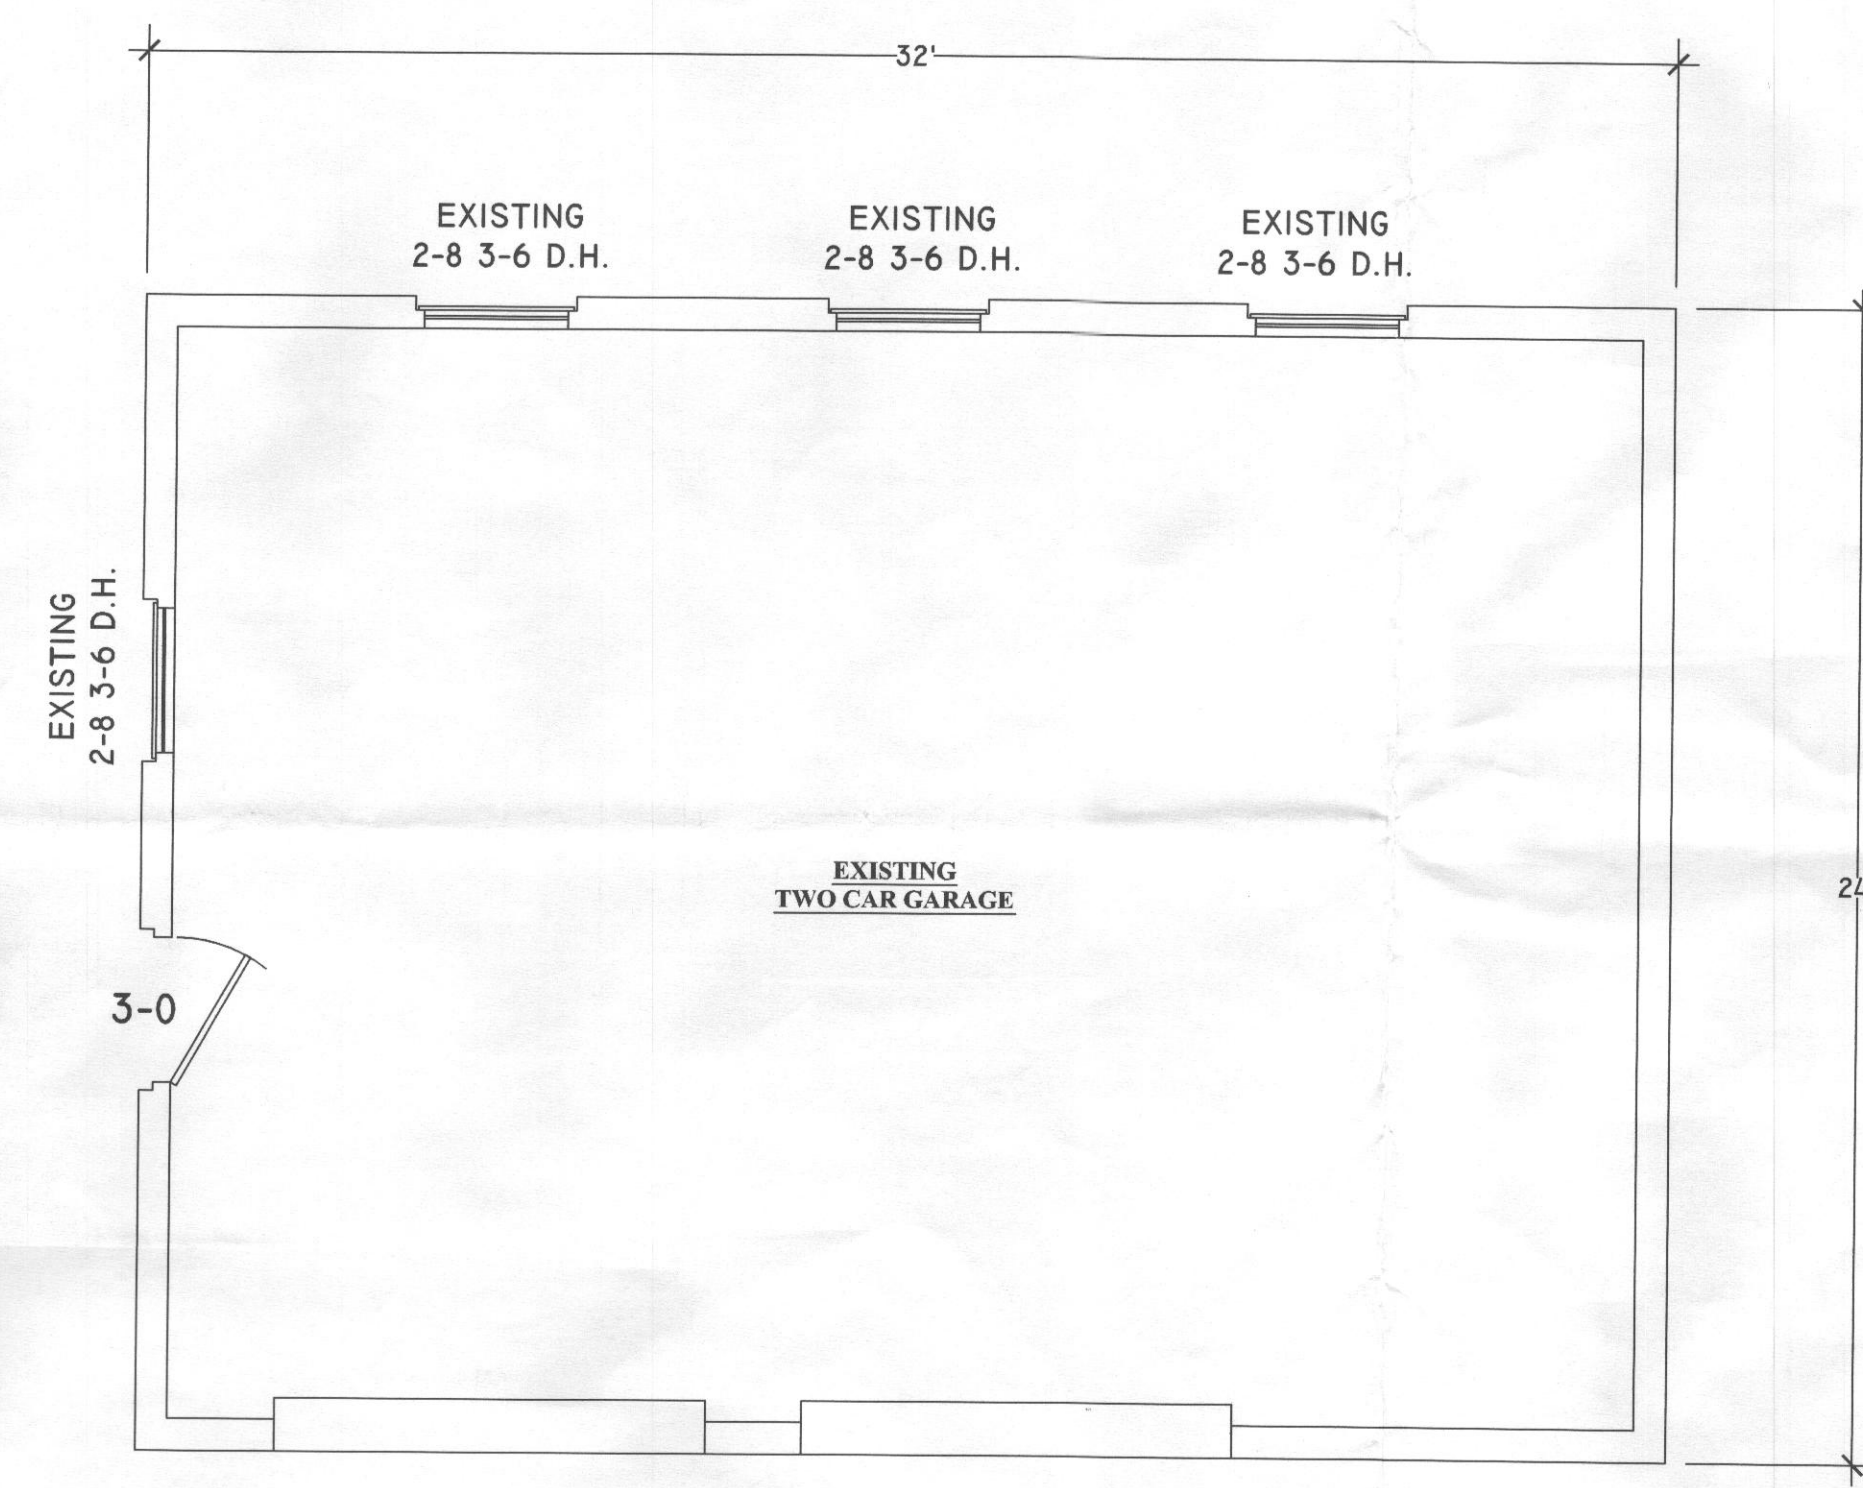 32'
EXISTING
2-8 3-6 D.H.
EXISTING
2-8 3-6 D.H.
EXISTING
2-8 3-6 D.H.
EXISTING
2-8 3-6 D.H.
EXISTING
TWO CAR GARAGE
24
3-0